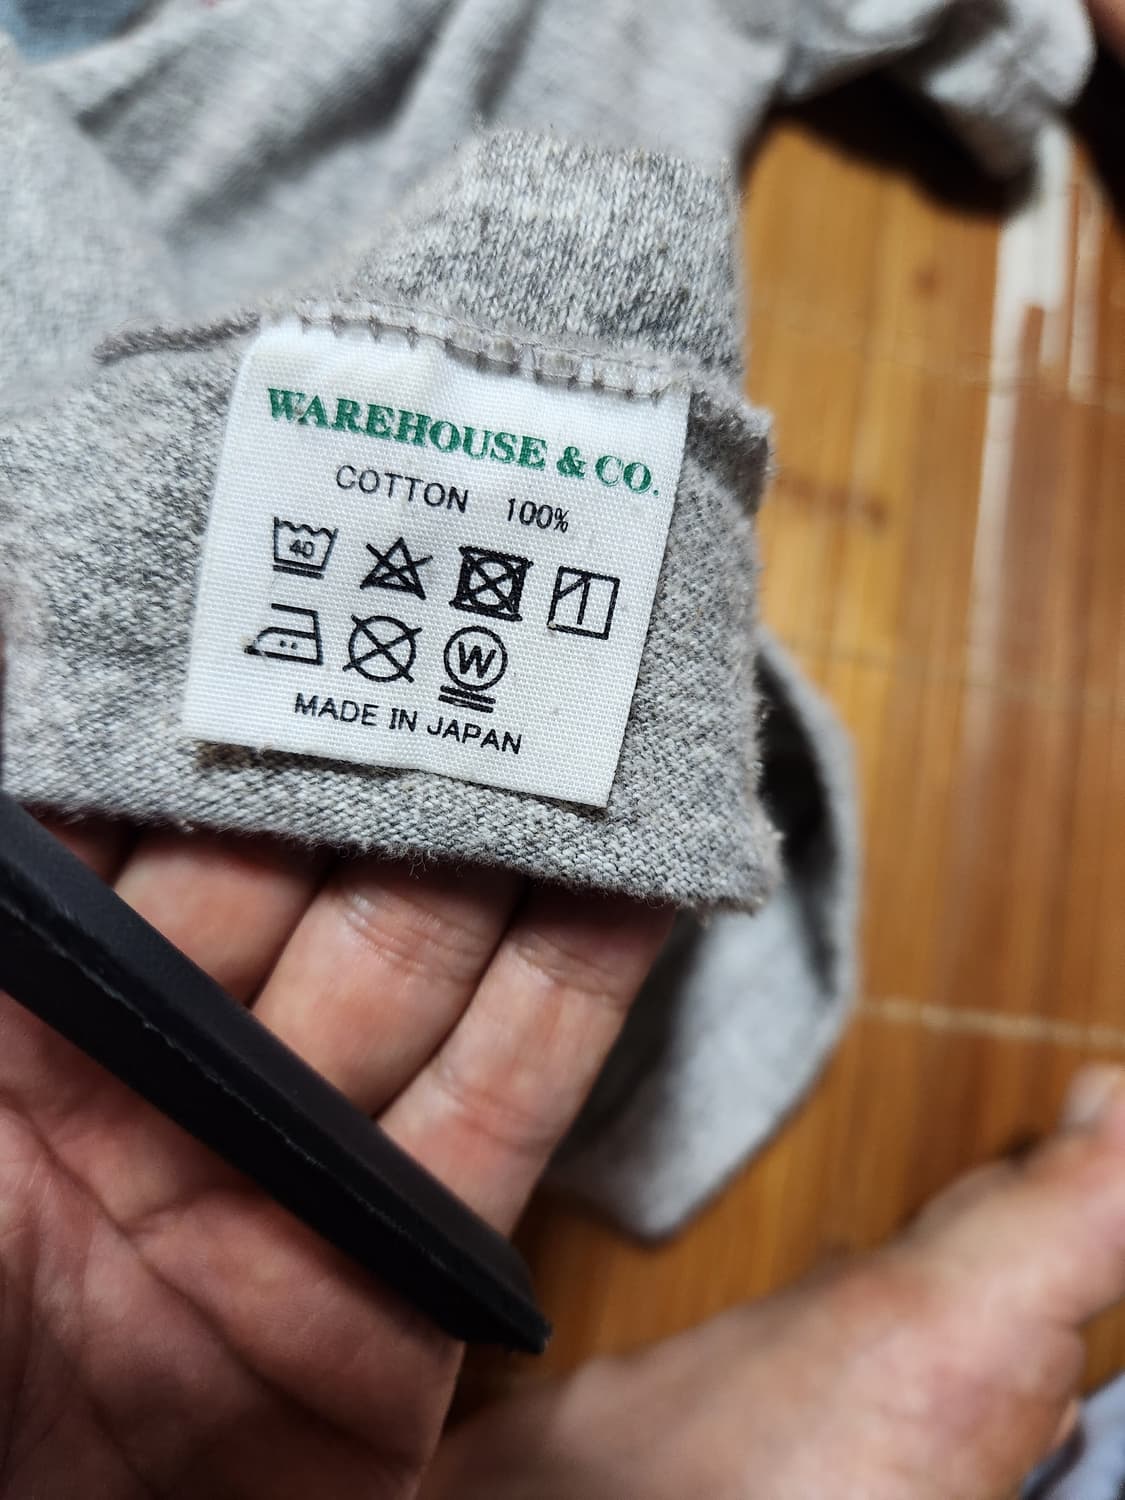 WAREHOUSE & CO.
COTTON 100%
40
W
MADE IN JAPAN